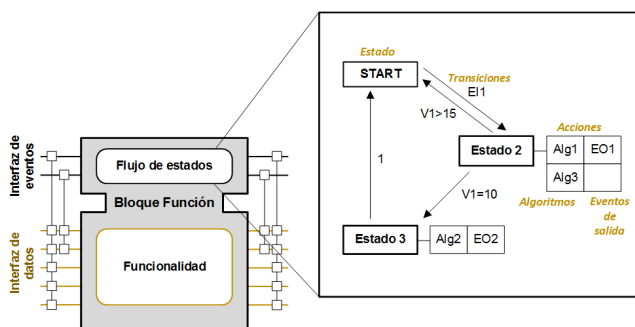 Interfaz de
eventos
Interfaz de
datos
Flujo de estados
Bloque Función
Funcionalidad
Estado
START
Transiciones
EI1
V1>15
1
Estado 2
Acciones
Alg1 EO1
Alg3
Algoritmos
Eventos de
salida
V1=10
Estado 3
Alg2 EO2